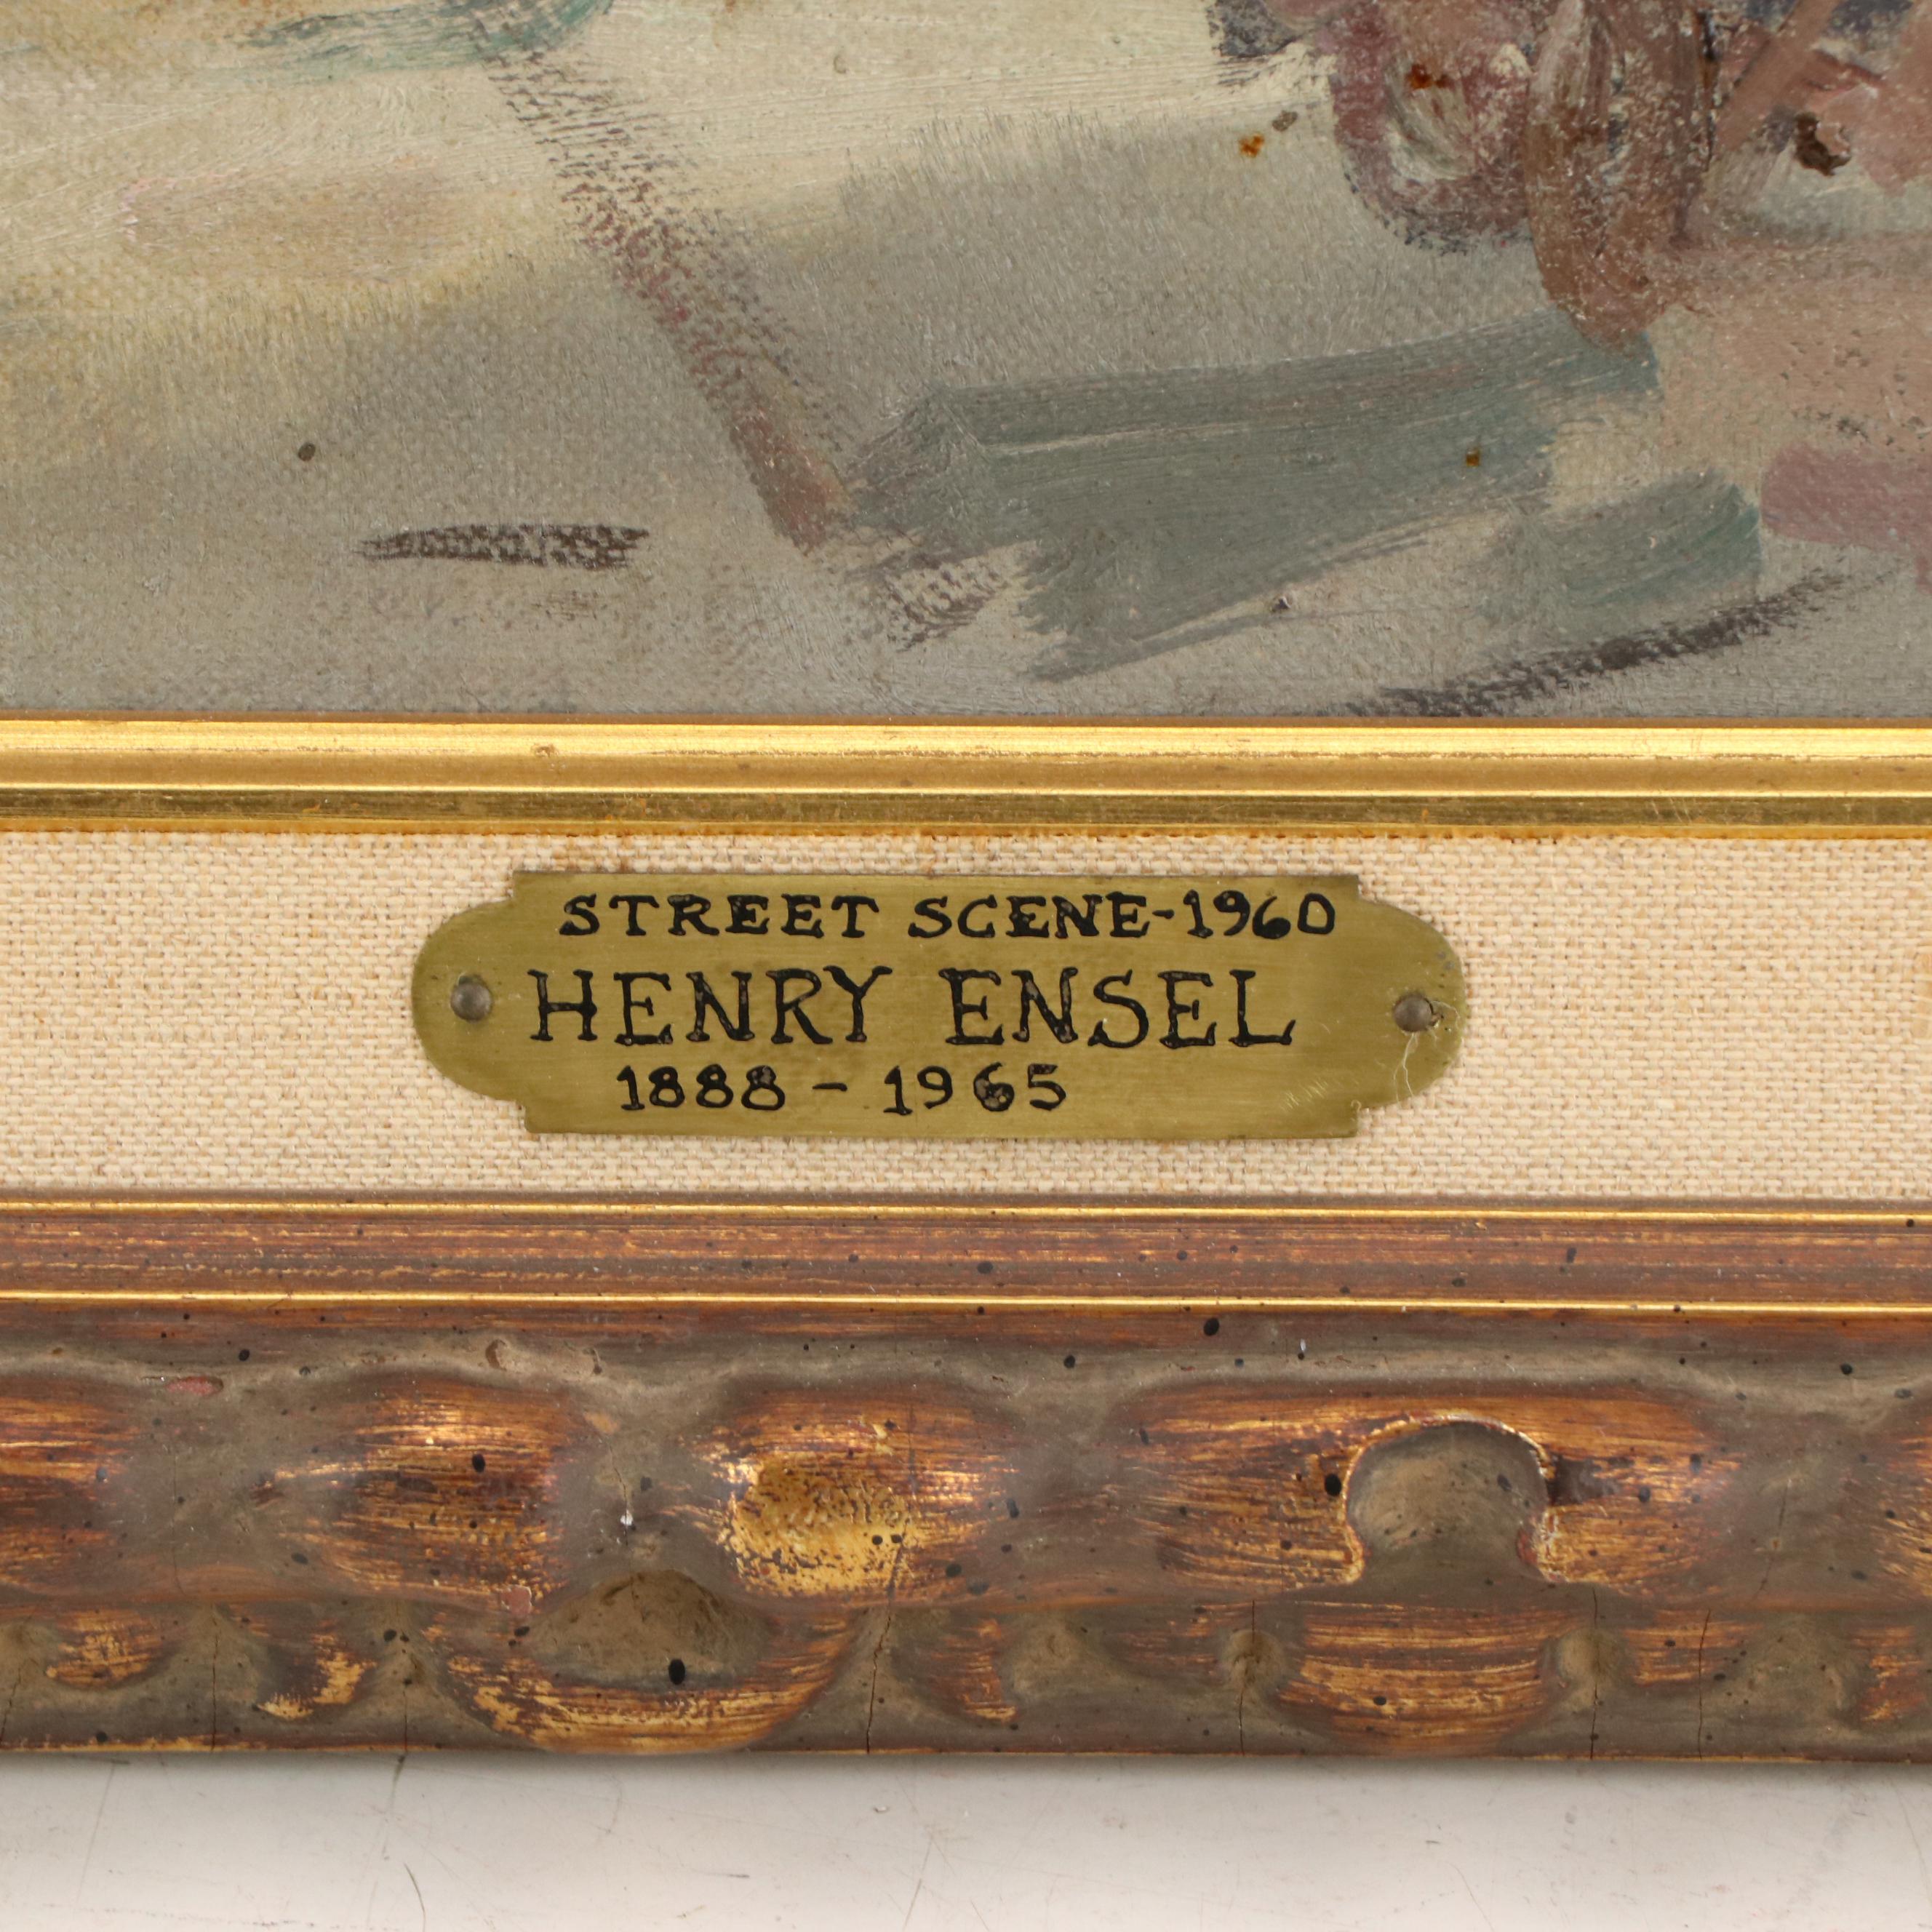 STREET SCENE-1960
HENRY ENSEL
1888 - 1965